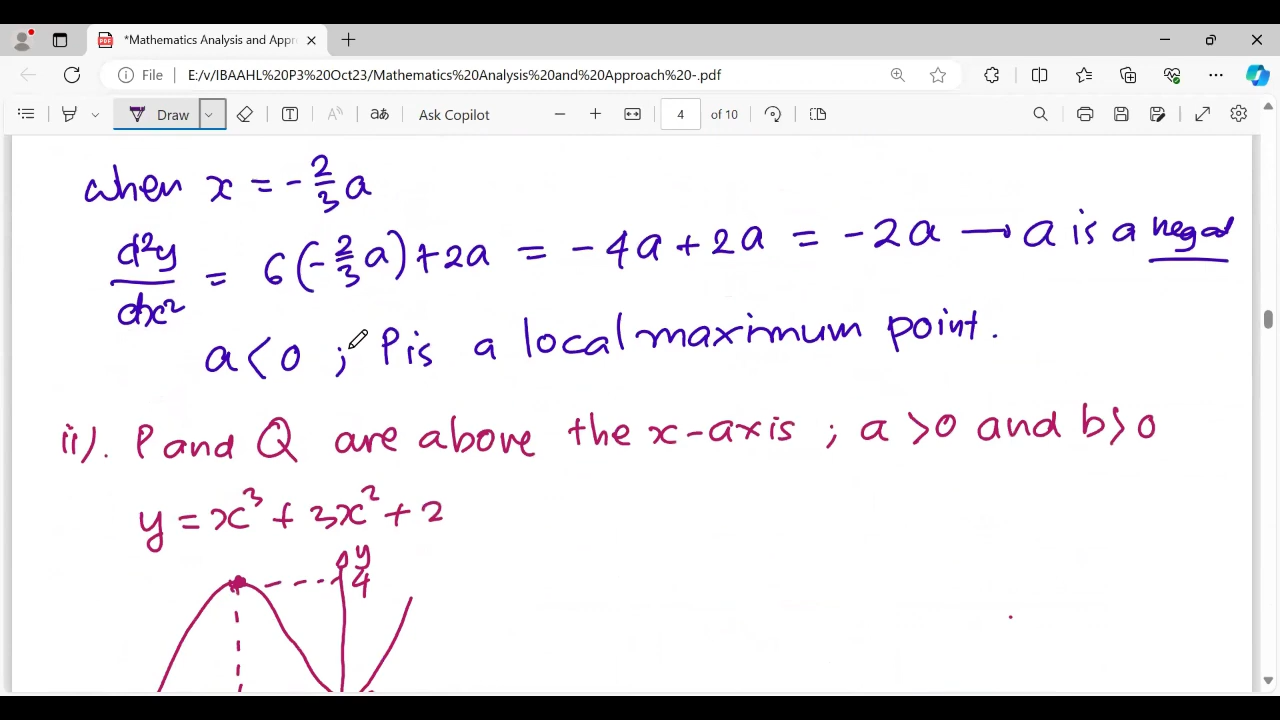 *Mathematics Analysis and Appr
File E:/v/IBAAHL%20P3%20Oct23/Mathematics%20Analysis%20and%20Approach%20-.pdf
Draw Ask Copilot 4 of 10
when x = -2/3 a
d²y/dx² = 6(-2/3 a)+2a = -4a+2a = -2a → a is a negat
a<0 ; P is a local maximum point.
ii). P and Q are above the x-axis ; a >0 and b>0
y = x³ + 3x² + 2
y
4